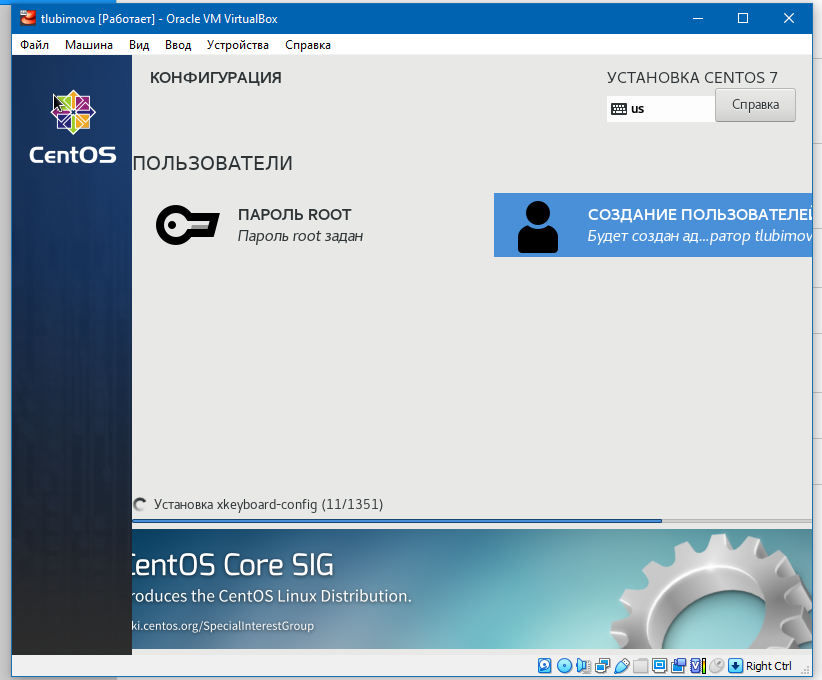 tlubimova [Работает] - Oracle VM VirtualBox
Файл Машина Вид Ввод Устройства Справка
КОНФИГУРАЦИЯ
УСТАНОВКА CENTOS 7
us
Справка
CentOS
ПОЛЬЗОВАТЕЛИ
ПАРОЛЬ ROOT
Пароль root задан
СОЗДАНИЕ ПОЛЬЗОВАТЕЛЕЙ
Будет создан ад...ратор tlubimov
Установка xkeyboard-config (11/1351)
CentOS Core SIG
roduces the CentOS Linux Distribution.
ki.centos.org/SpecialInterestGroup
Right Ctrl